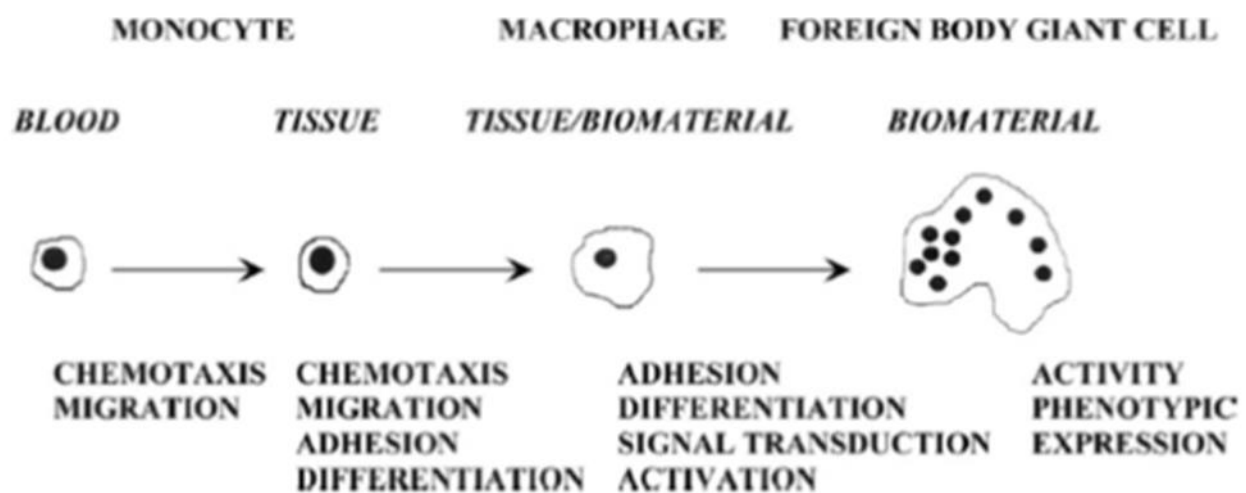 MONOCYTE MACROPHAGE FOREIGN BODY GIANT CELL
BLOOD TISSUE TISSUE/BIOMATERIAL BIOMATERIAL
CHEMOTAXIS CHEMOTAXIS ADHESION ACTIVITY
MIGRATION MIGRATION DIFFERENTIATION PHENOTYPIC
ADHESION SIGNAL TRANSDUCTION EXPRESSION
DIFFERENTIATION ACTIVATION